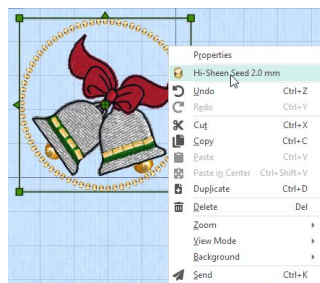 Properties
Hi-Sheen Seed 2.0 mm
Undo Ctrl+Z
Redo Ctrl+Y
Cut Ctrl+X
Copy Ctrl+C
Paste Ctrl+V
Paste in Center Ctrl+Shift+V
Duplicate Ctrl+D
Delete Del
Zoom
View Mode
Background
Send Ctrl+K